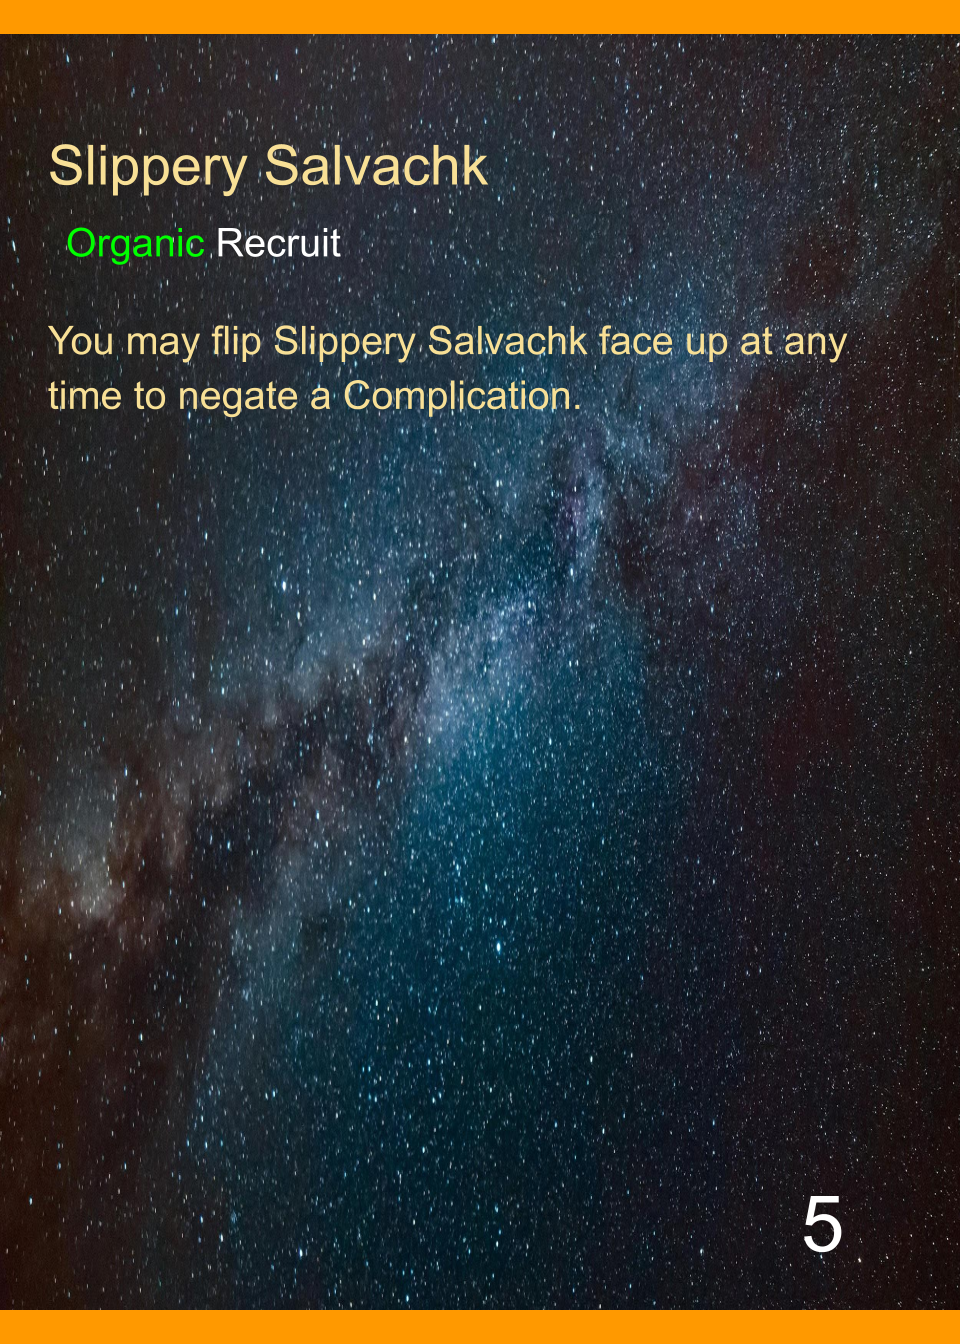 Slippery Salvachk
Organic Recruit
You may flip Slippery Salvachk face up at any
time to negate a Complication.
5